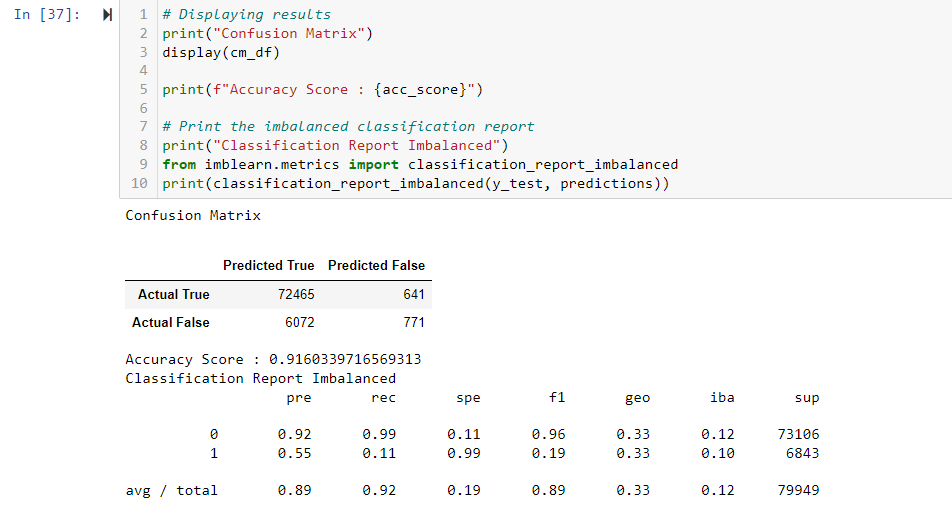 In [37]:
1 # Displaying results
2 print("Confusion Matrix")
3 display(cm_df)
4
5 print(f"Accuracy Score : {acc_score}")
6
7 # Print the imbalanced classification report
8 print("Classification Report Imbalanced")
9 from imblearn.metrics import classification_report_imbalanced
10 print(classification_report_imbalanced(y_test, predictions))
Confusion Matrix
Predicted True Predicted False
Actual True 72465 641
Actual False 6072 771
Accuracy Score : 0.9160339716569313
Classification Report Imbalanced
pre rec spe f1 geo iba sup
0 0.92 0.99 0.11 0.96 0.33 0.12 73106
1 0.55 0.11 0.99 0.19 0.33 0.10 6843
avg / total 0.89 0.92 0.19 0.89 0.33 0.12 79949